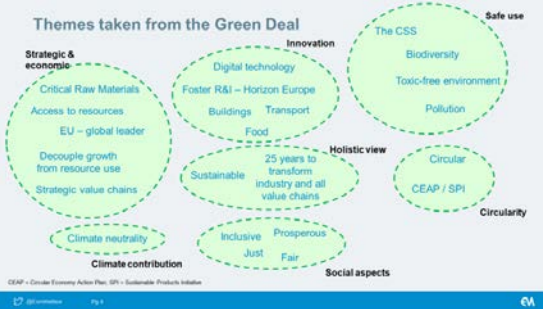 Themes taken from the Green Deal
Strategic &
economic
Critical Raw Materials
Access to resources
EU – global leader
Decouple growth
from resource use
Strategic value chains
Innovation
Digital technology
Foster R&I – Horizon Europe
Buildings
Transport
Food
Safe use
The CSS
Biodiversity
Toxic-free environment
Pollution
Holistic view
Sustainable
25 years to
transform
industry and all
value chains
Circular
CEAP / SPI
Circularity
Climate neutrality
Climate contribution
Inclusive
Prosperous
Just
Fair
Social aspects
CEAP = Circular Economy Action Plan; SPI = Sustainable Products Initiative
@Eurometaux